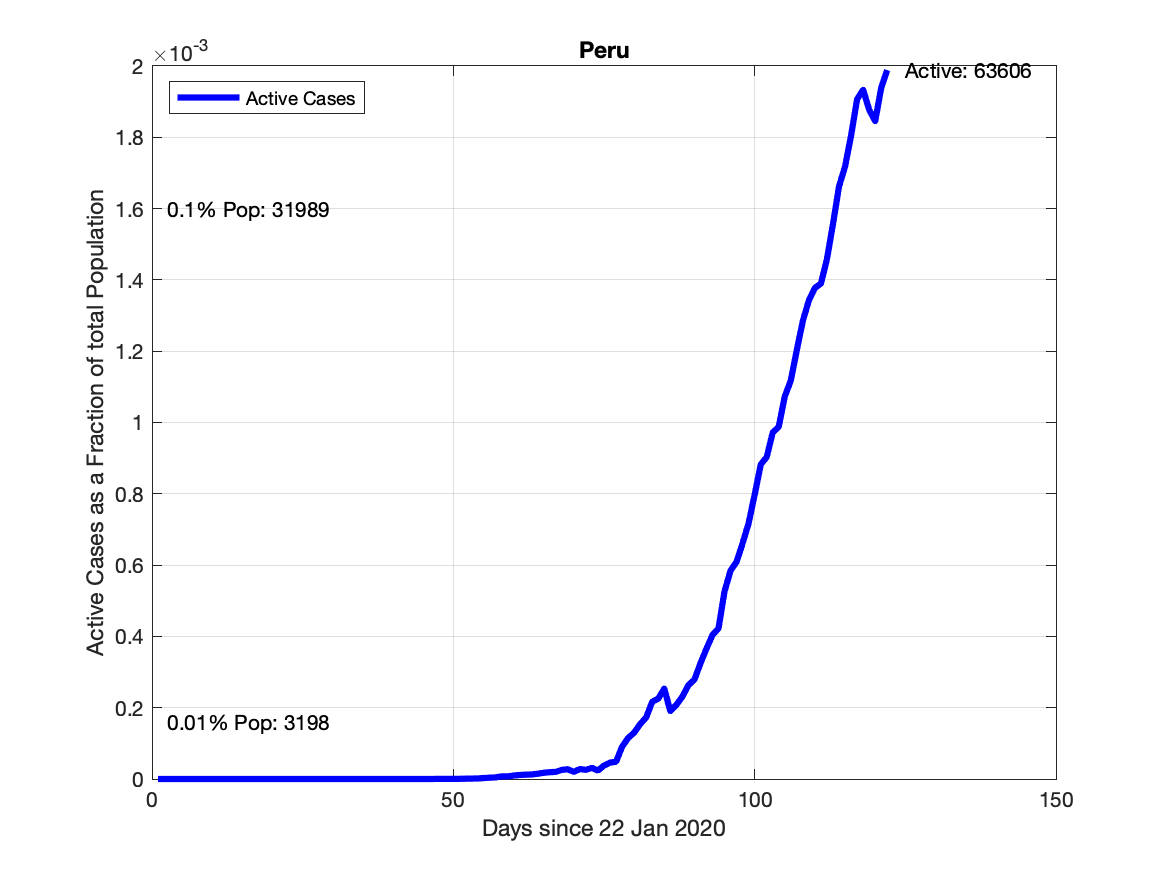 Peru
×10-3
2
1.8
1.6
1.4
1.2
1
0.8
0.6
0.4
0.2
0
Active Cases as a Fraction of total Population
Active Cases
Active: 63606
0.1% Pop: 31989
0.01% Pop: 3198
0 50 100 150
Days since 22 Jan 2020